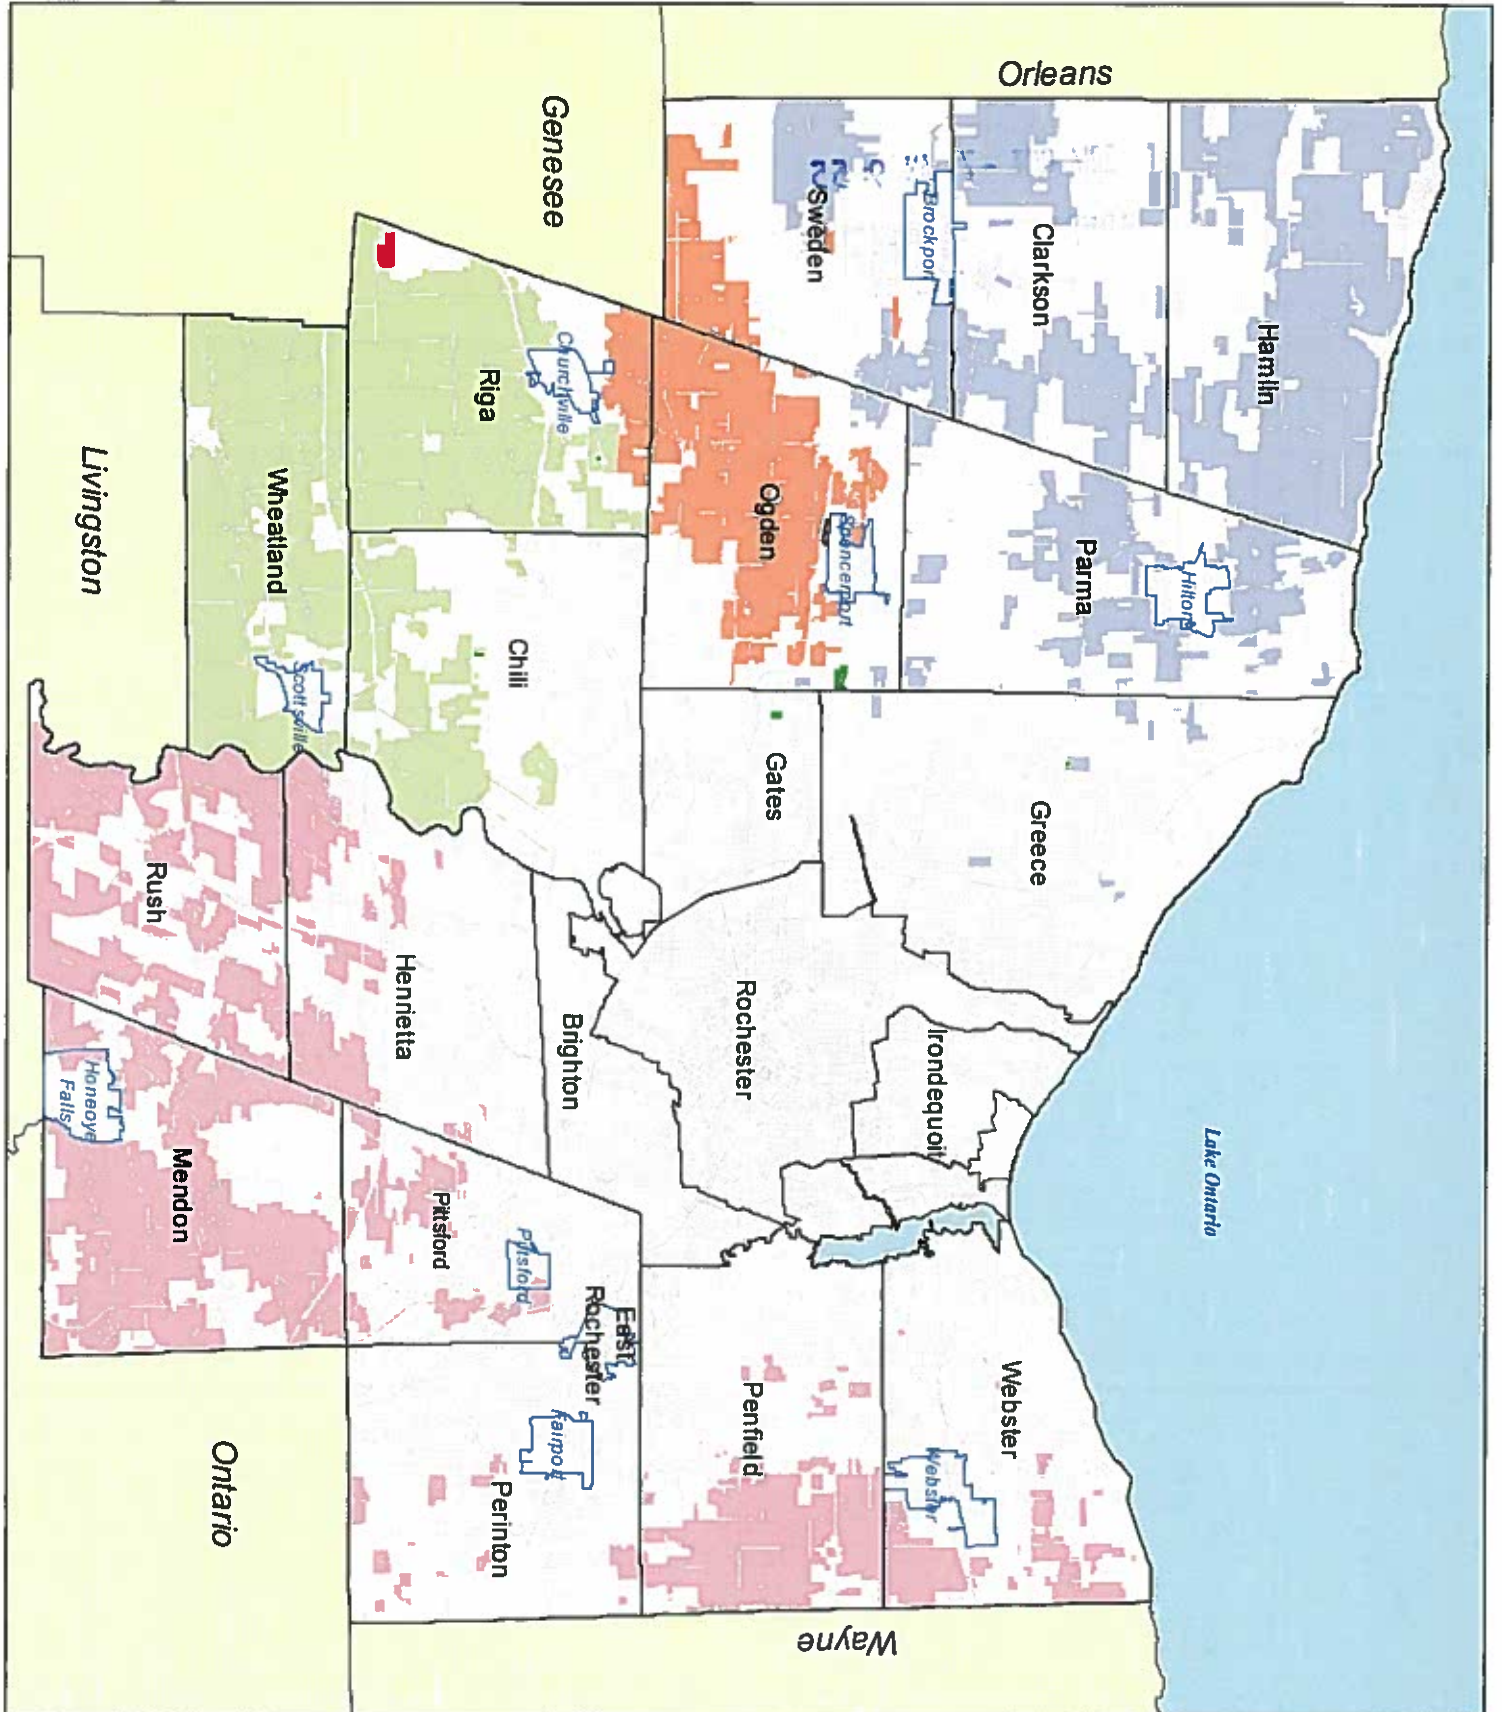 Orleans
Genesee
Hamlin
Clarkson
Sweden
Brockport
Hilton
Parma
Ogden
Spencerport
Churchville
Riga
Wheatland
Scottsville
Livingston
Chili
Gates
Greece
Rush
Henrietta
Brighton
Rochester
Irondequoit
Lake Ontario
Honeoye
Falls
Mendon
Pittsford
Pittsford
East
Rochester
Fairport
Perinton
Penfield
Webster
Webster
Ontario
Wayne